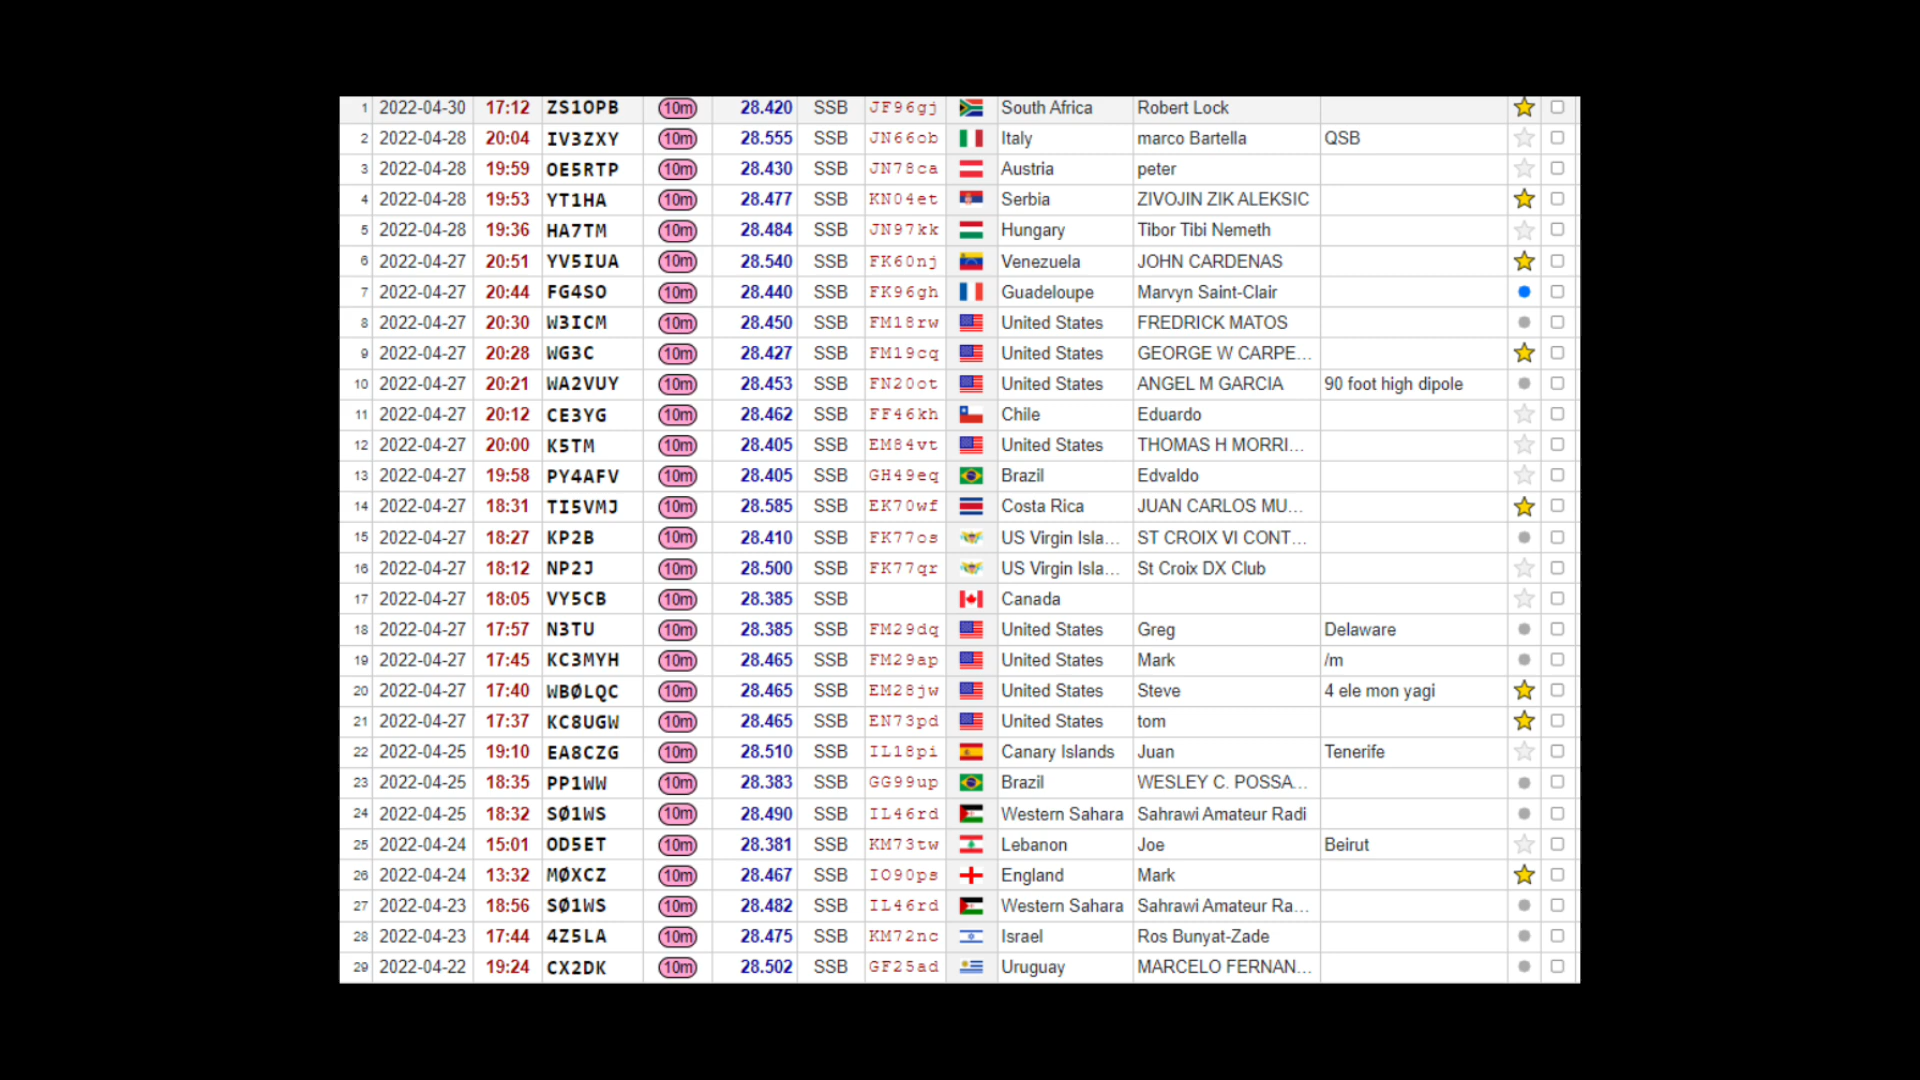 1 2022-04-30 17:12 ZS1OPB 10m 28.420 SSB JF96gj South Africa Robert Lock
2 2022-04-28 20:04 IV3ZXY 10m 28.555 SSB JN66ob Italy marco Bartella QSB
3 2022-04-28 19:59 OE5RTP 10m 28.430 SSB JN78ca Austria peter
4 2022-04-28 19:53 YT1HA 10m 28.477 SSB KN04et Serbia ZIVOJIN ZIK ALEKSIC
5 2022-04-28 19:36 HA7TM 10m 28.484 SSB JN97kk Hungary Tibor Tibi Nemeth
6 2022-04-27 20:51 YV5IUA 10m 28.540 SSB FK60nj Venezuela JOHN CARDENAS
7 2022-04-27 20:44 FG4SO 10m 28.440 SSB FK96gh Guadeloupe Marvyn Saint-Clair
8 2022-04-27 20:30 W3ICM 10m 28.450 SSB FM18rw United States FREDRICK MATOS
9 2022-04-27 20:28 WG3C 10m 28.427 SSB FM19cq United States GEORGE W CARPE...
10 2022-04-27 20:21 WA2VUY 10m 28.453 SSB FN20ot United States ANGEL M GARCIA 90 foot high dipole
11 2022-04-27 20:12 CE3YG 10m 28.462 SSB FF46kh Chile Eduardo
12 2022-04-27 20:00 K5TM 10m 28.405 SSB EM84vt United States THOMAS H MORRI...
13 2022-04-27 19:58 PY4AFV 10m 28.405 SSB GH49eq Brazil Edvaldo
14 2022-04-27 18:31 TI5VMJ 10m 28.585 SSB EK70wf Costa Rica JUAN CARLOS MU...
15 2022-04-27 18:27 KP2B 10m 28.410 SSB FK77os US Virgin Isla... ST CROIX VI CONT...
16 2022-04-27 18:12 NP2J 10m 28.500 SSB FK77qr US Virgin Isla... St Croix DX Club
17 2022-04-27 18:05 VY5CB 10m 28.385 SSB Canada
18 2022-04-27 17:57 N3TU 10m 28.385 SSB FM29dq United States Greg Delaware
19 2022-04-27 17:45 KC3MYH 10m 28.465 SSB FM29ap United States Mark /m
20 2022-04-27 17:40 WBØLQC 10m 28.465 SSB EM28jw United States Steve 4 ele mon yagi
21 2022-04-27 17:37 KC8UGW 10m 28.465 SSB EN73pd United States tom
22 2022-04-25 19:10 EA8CZG 10m 28.510 SSB IL18pi Canary Islands Juan Tenerife
23 2022-04-25 18:35 PP1WW 10m 28.383 SSB GG99up Brazil WESLEY C. POSSA...
24 2022-04-25 18:32 SØ1WS 10m 28.490 SSB IL46rd Western Sahara Sahrawi Amateur Radi
25 2022-04-24 15:01 OD5ET 10m 28.381 SSB KM73tw Lebanon Joe Beirut
26 2022-04-24 13:32 MØXCZ 10m 28.467 SSB IO90ps England Mark
27 2022-04-23 18:56 SØ1WS 10m 28.482 SSB IL46rd Western Sahara Sahrawi Amateur Ra...
28 2022-04-23 17:44 4Z5LA 10m 28.475 SSB KM72nc Israel Ros Bunyat-Zade
29 2022-04-22 19:24 CX2DK 10m 28.502 SSB GF25ad Uruguay MARCELO FERNAN...